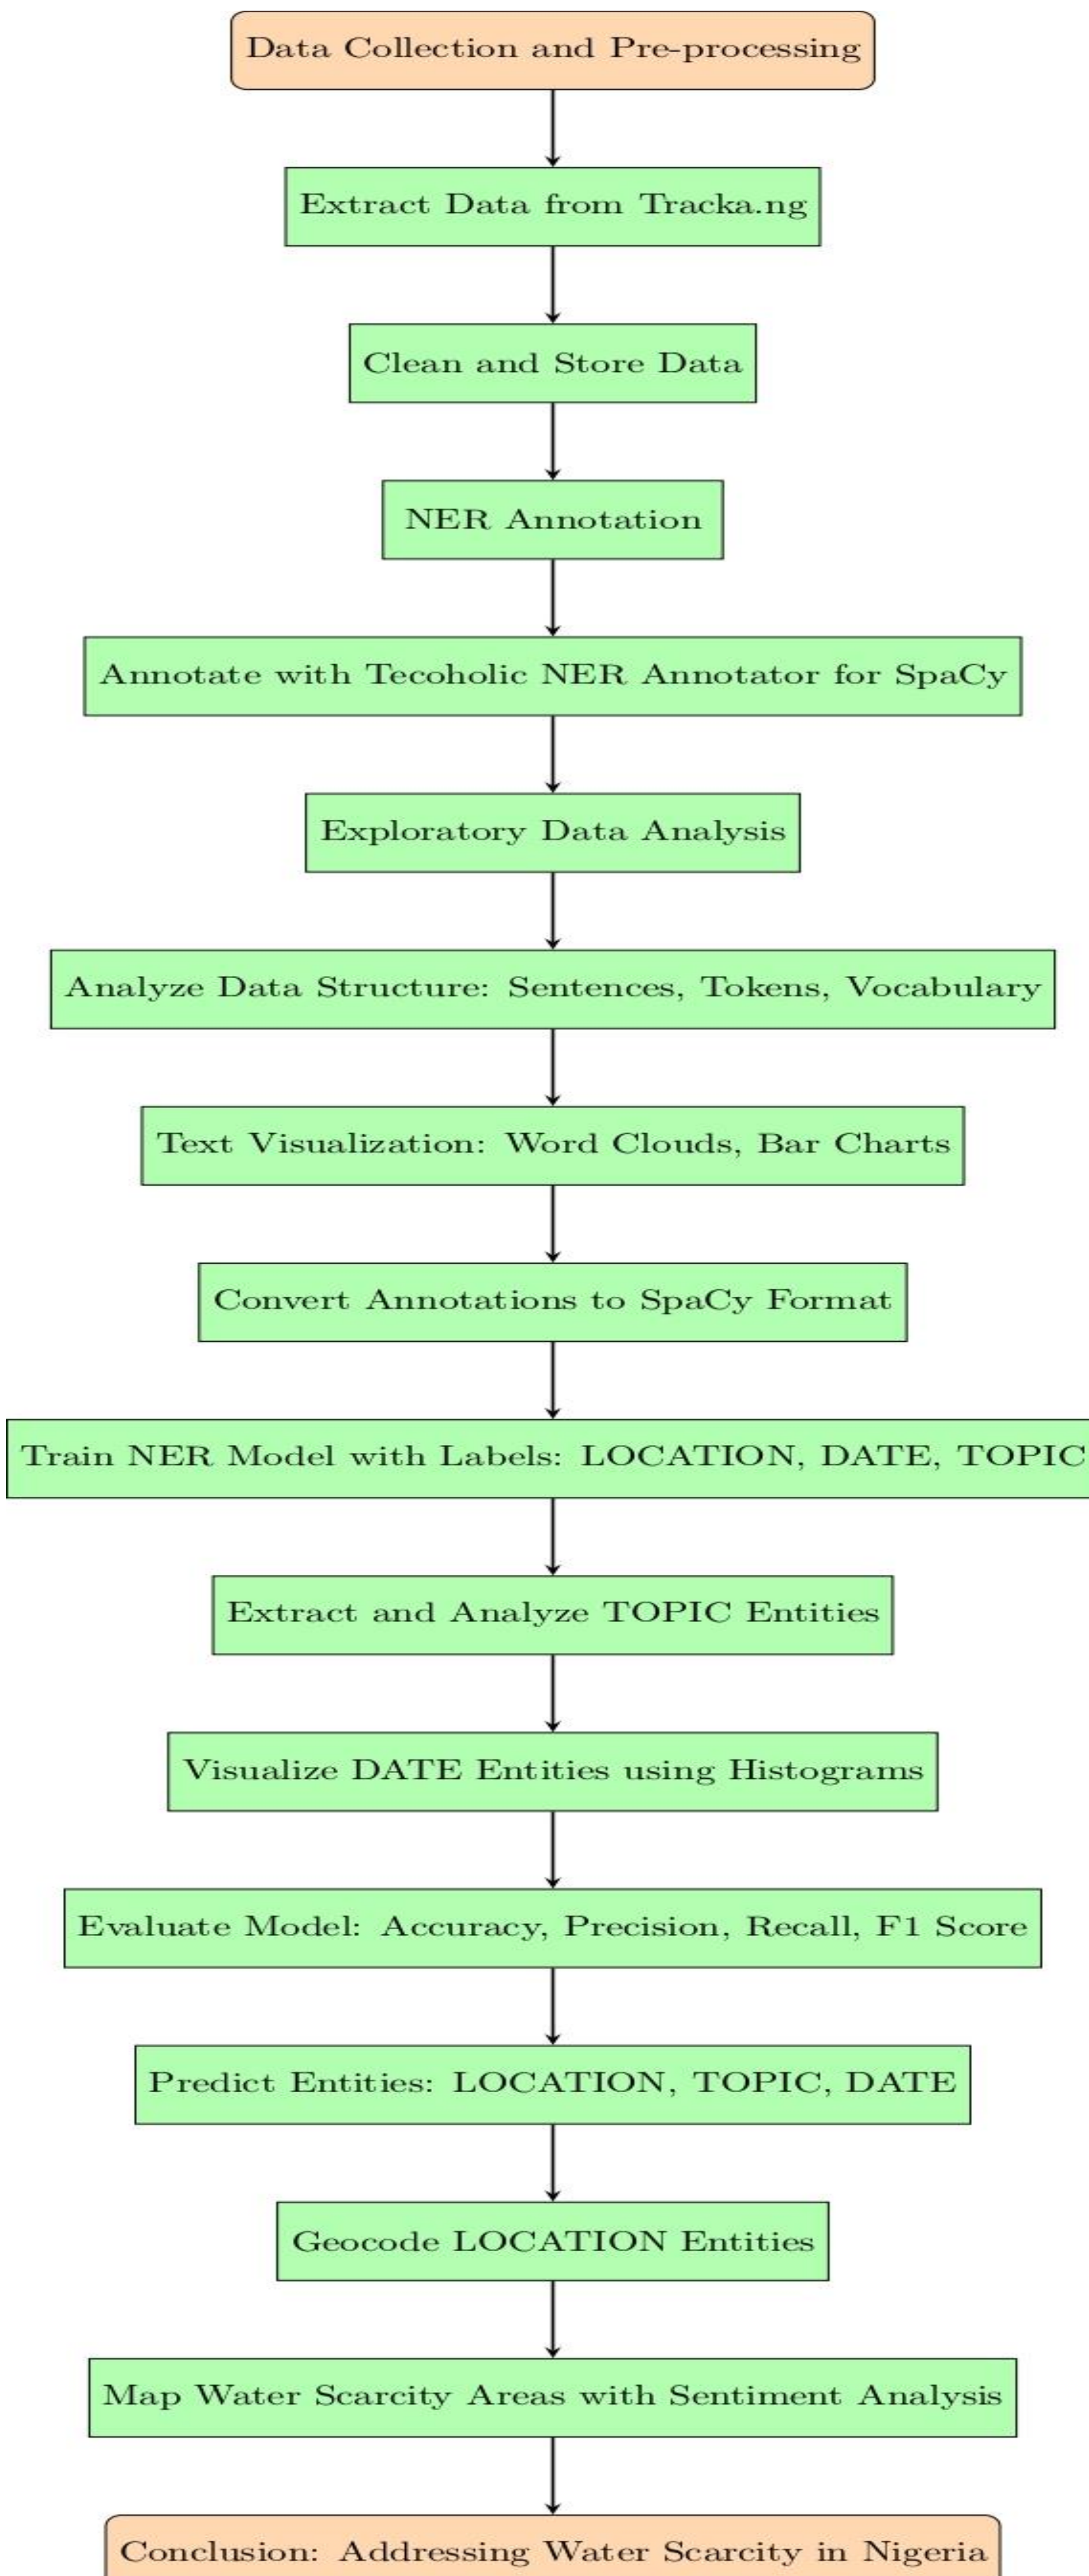 Data Collection and Pre-processing
Extract Data from Tracka.ng
Clean and Store Data
NER Annotation
Annotate with Tecoholic NER Annotator for SpaCy
Exploratory Data Analysis
Analyze Data Structure: Sentences, Tokens, Vocabulary
Text Visualization: Word Clouds, Bar Charts
Convert Annotations to SpaCy Format
Train NER Model with Labels: LOCATION, DATE, TOPIC
Extract and Analyze TOPIC Entities
Visualize DATE Entities using Histograms
Evaluate Model: Accuracy, Precision, Recall, F1 Score
Predict Entities: LOCATION, TOPIC, DATE
Geocode LOCATION Entities
Map Water Scarcity Areas with Sentiment Analysis
Conclusion: Addressing Water Scarcity in Nigeria